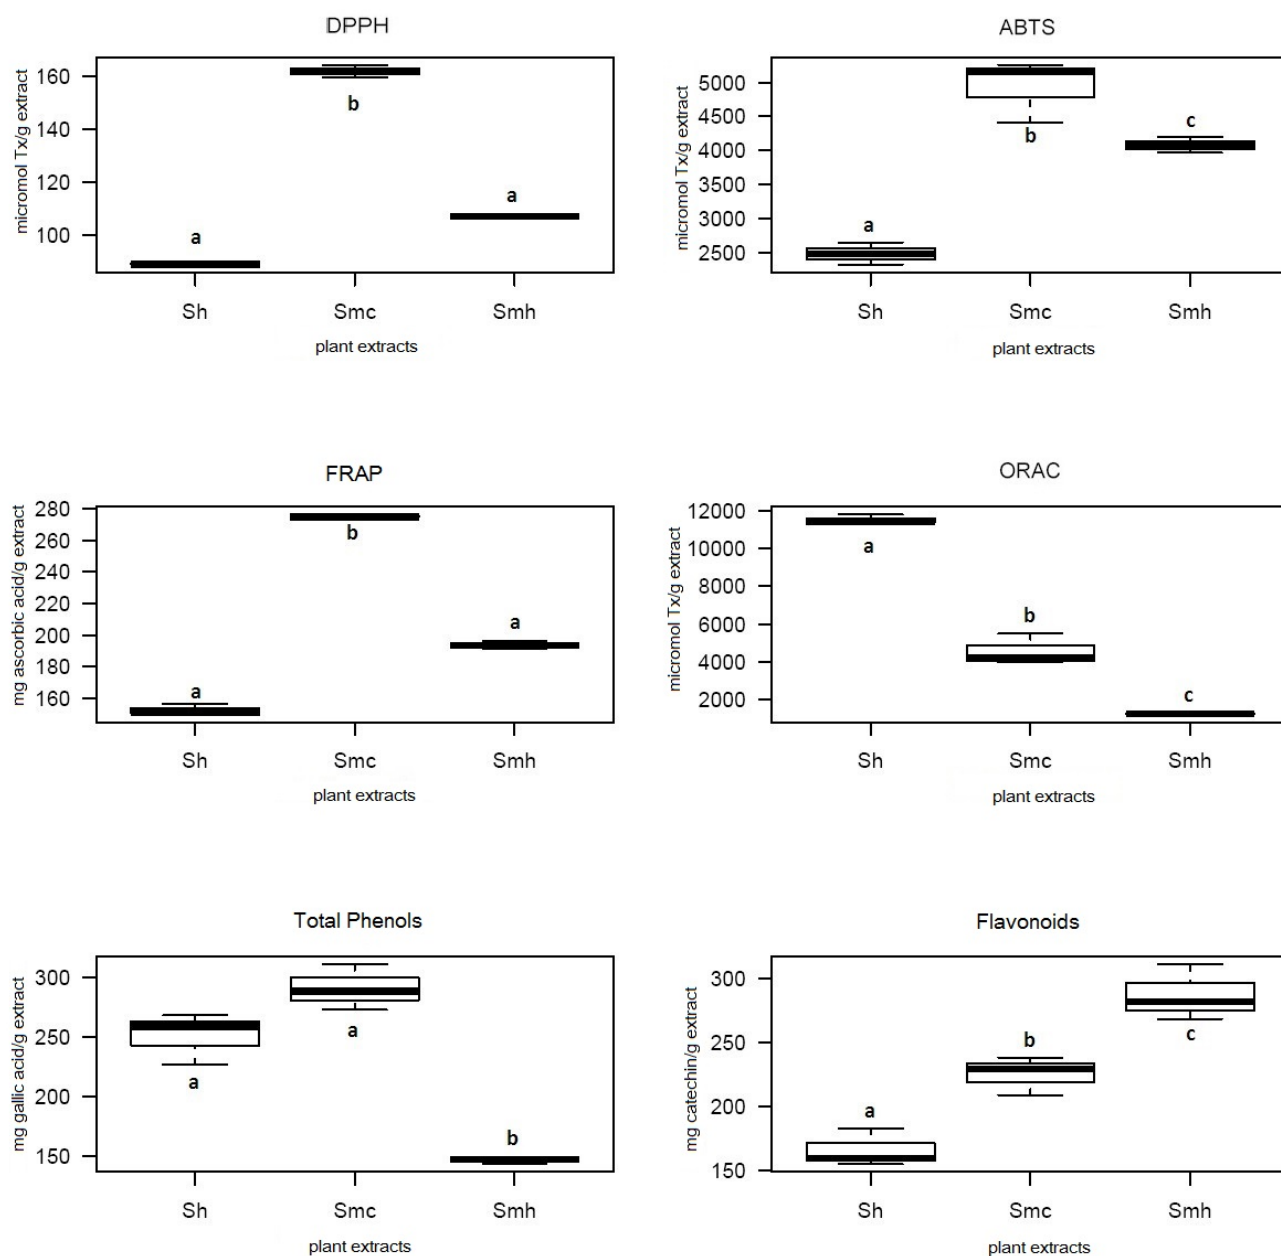 DPPH
micromol Tx/g extract
160
140
120
100
a
b
a
Sh Smc Smh
plant extracts
ABTS
micromol Tx/g extract
5000
4500
4000
3500
3000
2500
a
b
c
Sh Smc Smh
plant extracts
FRAP
mg ascorbic acid/g extract
280
260
240
220
200
180
160
a
b
a
Sh Smc Smh
plant extracts
ORAC
micromol Tx/g extract
12000
10000
8000
6000
4000
2000
a
b
c
Sh Smc Smh
plant extracts
Total Phenols
mg gallic acid/g extract
300
250
200
150
a
a
b
Sh Smc Smh
plant extracts
Flavonoids
mg catechin/g extract
300
250
200
150
a
b
c
Sh Smc Smh
plant extracts